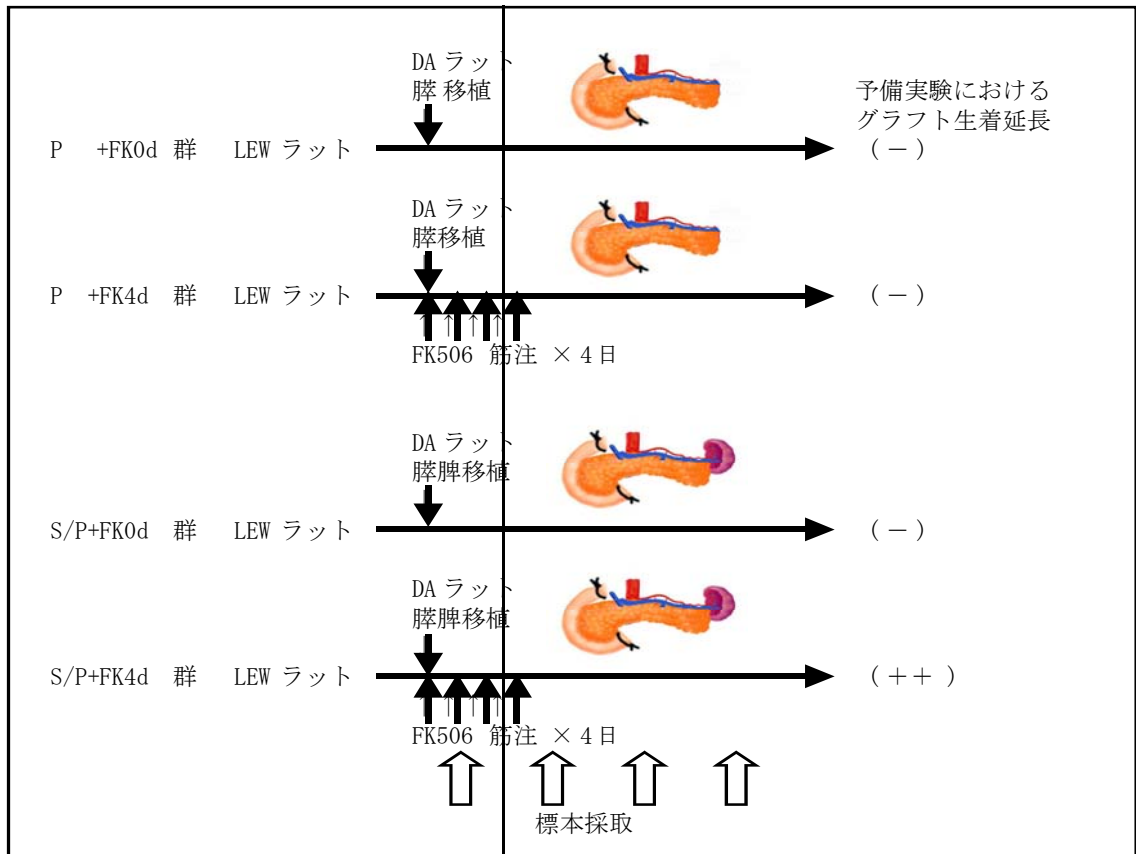 DA ラット
膵 移植
予備実験における
グラフト生着延長
P +FK0d 群 LEW ラット (－)
DA ラット
膵移植
P +FK4d 群 LEW ラット (－)
↑ ↑ ↑ ↑
FK506 筋注 × 4日
DA ラット
膵脾移植
S/P+FK0d 群 LEW ラット (－)
DA ラット
膵脾移植
S/P+FK4d 群 LEW ラット (＋＋ )
↑ ↑ ↑ ↑
FK506 筋注 × 4日
標本採取